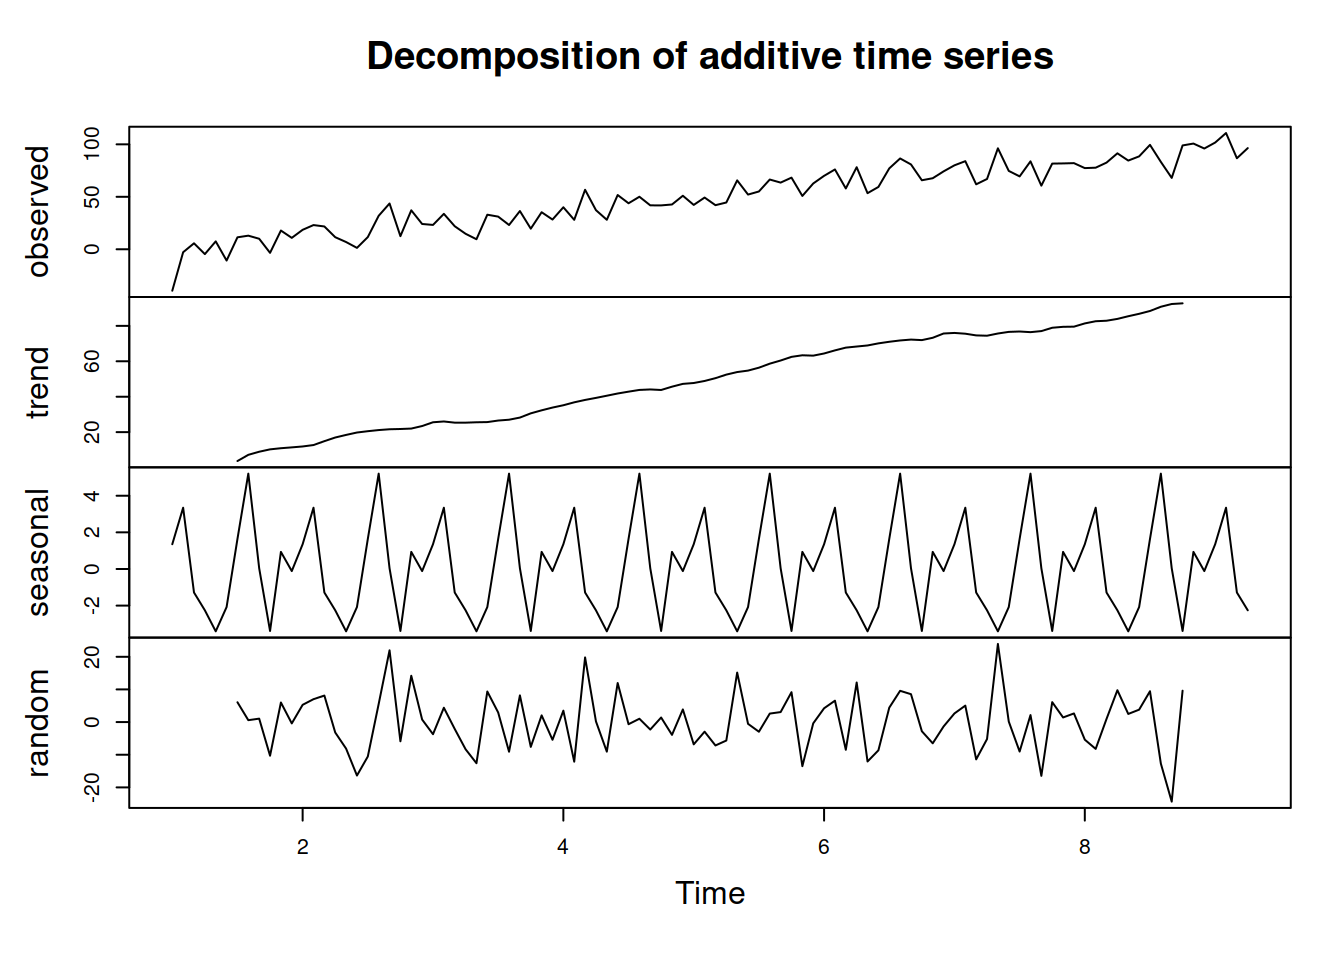 Decomposition of additive time series
observed
0 50 100
trend
20 60
seasonal
-2 0 2 4
random
-20 0 20
2 4 6 8
Time